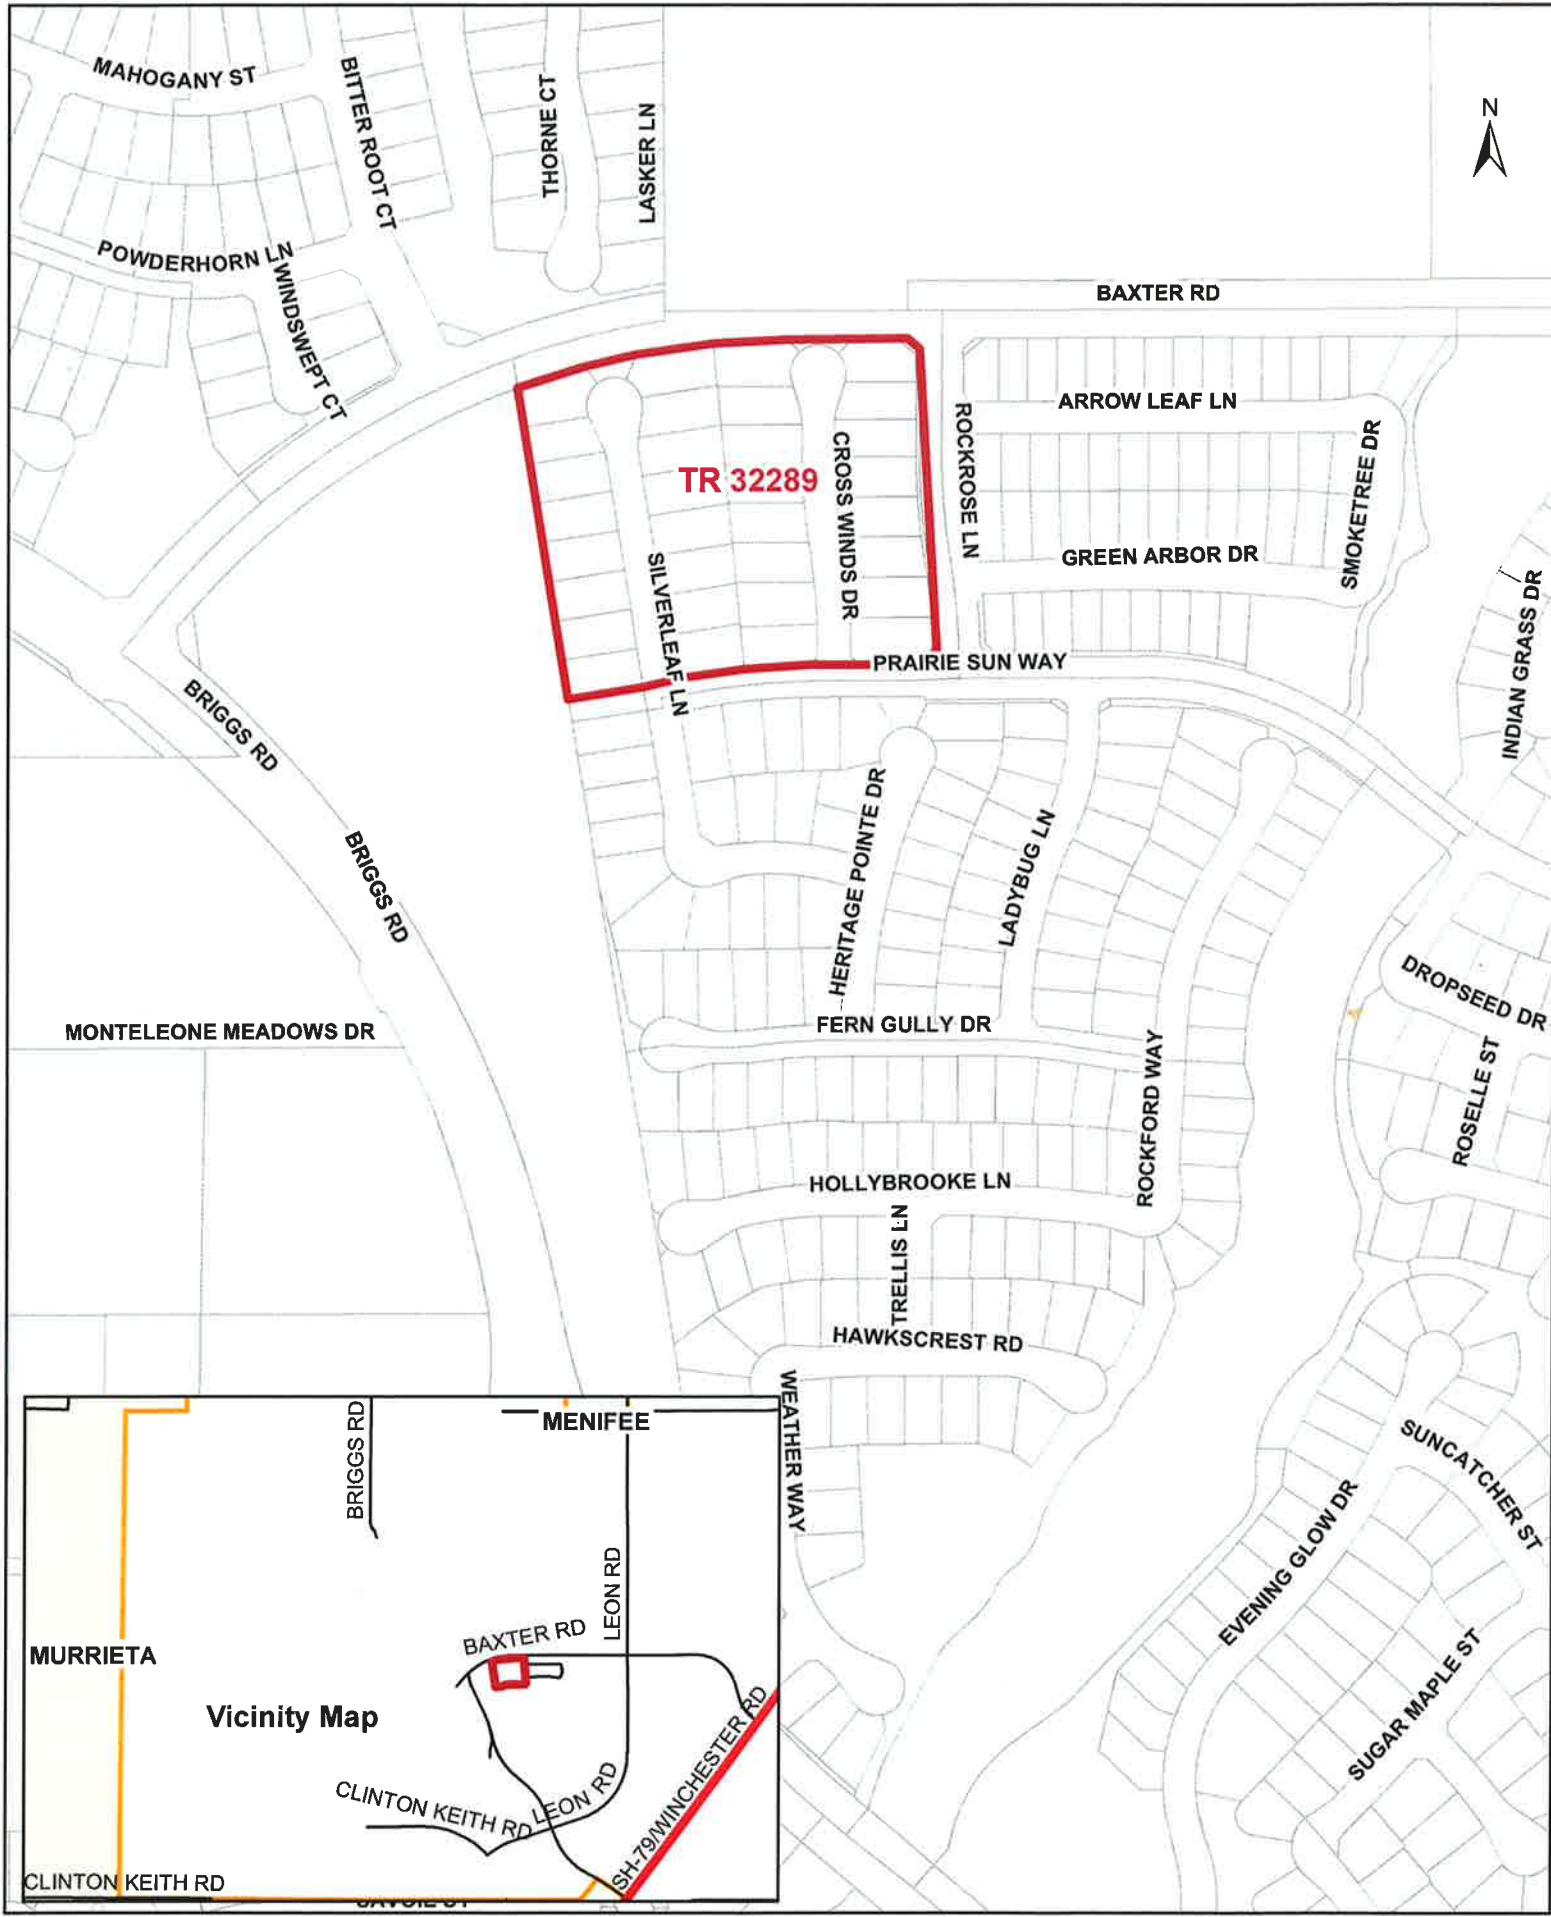 MAHOGANY ST
BITTER ROOT CT
THORNE CT
LASKER LN
N
POWDERHORN LN
WINDSWEPT CT
BAXTER RD
ARROW LEAF LN
ROCKROSE LN
SMOKETREE DR
TR 32289
CROSS WINDS DR
GREEN ARBOR DR
SILVERLEAF LN
INDIAN GRASS DR
PRAIRIE SUN WAY
BRIGGS RD
BRIGGS RD
HERITAGE POINTE DR
LADYBUG LN
DROPSEED DR
MONTELEONE MEADOWS DR
FERN GULLY DR
ROCKFORD WAY
ROSELLE ST
HOLLYBROOKE LN
TRELLIS LN
HAWKSCREST RD
WEATHER WAY
SUNCATCHER ST
EVENING GLOW DR
SUGAR MAPLE ST
MENIFEE
BRIGGS RD
LEON RD
BAXTER RD
MURRIETA
Vicinity Map
SH-79/WINCHESTER RD
CLINTON KEITH RD
LEON RD
CLINTON KEITH RD